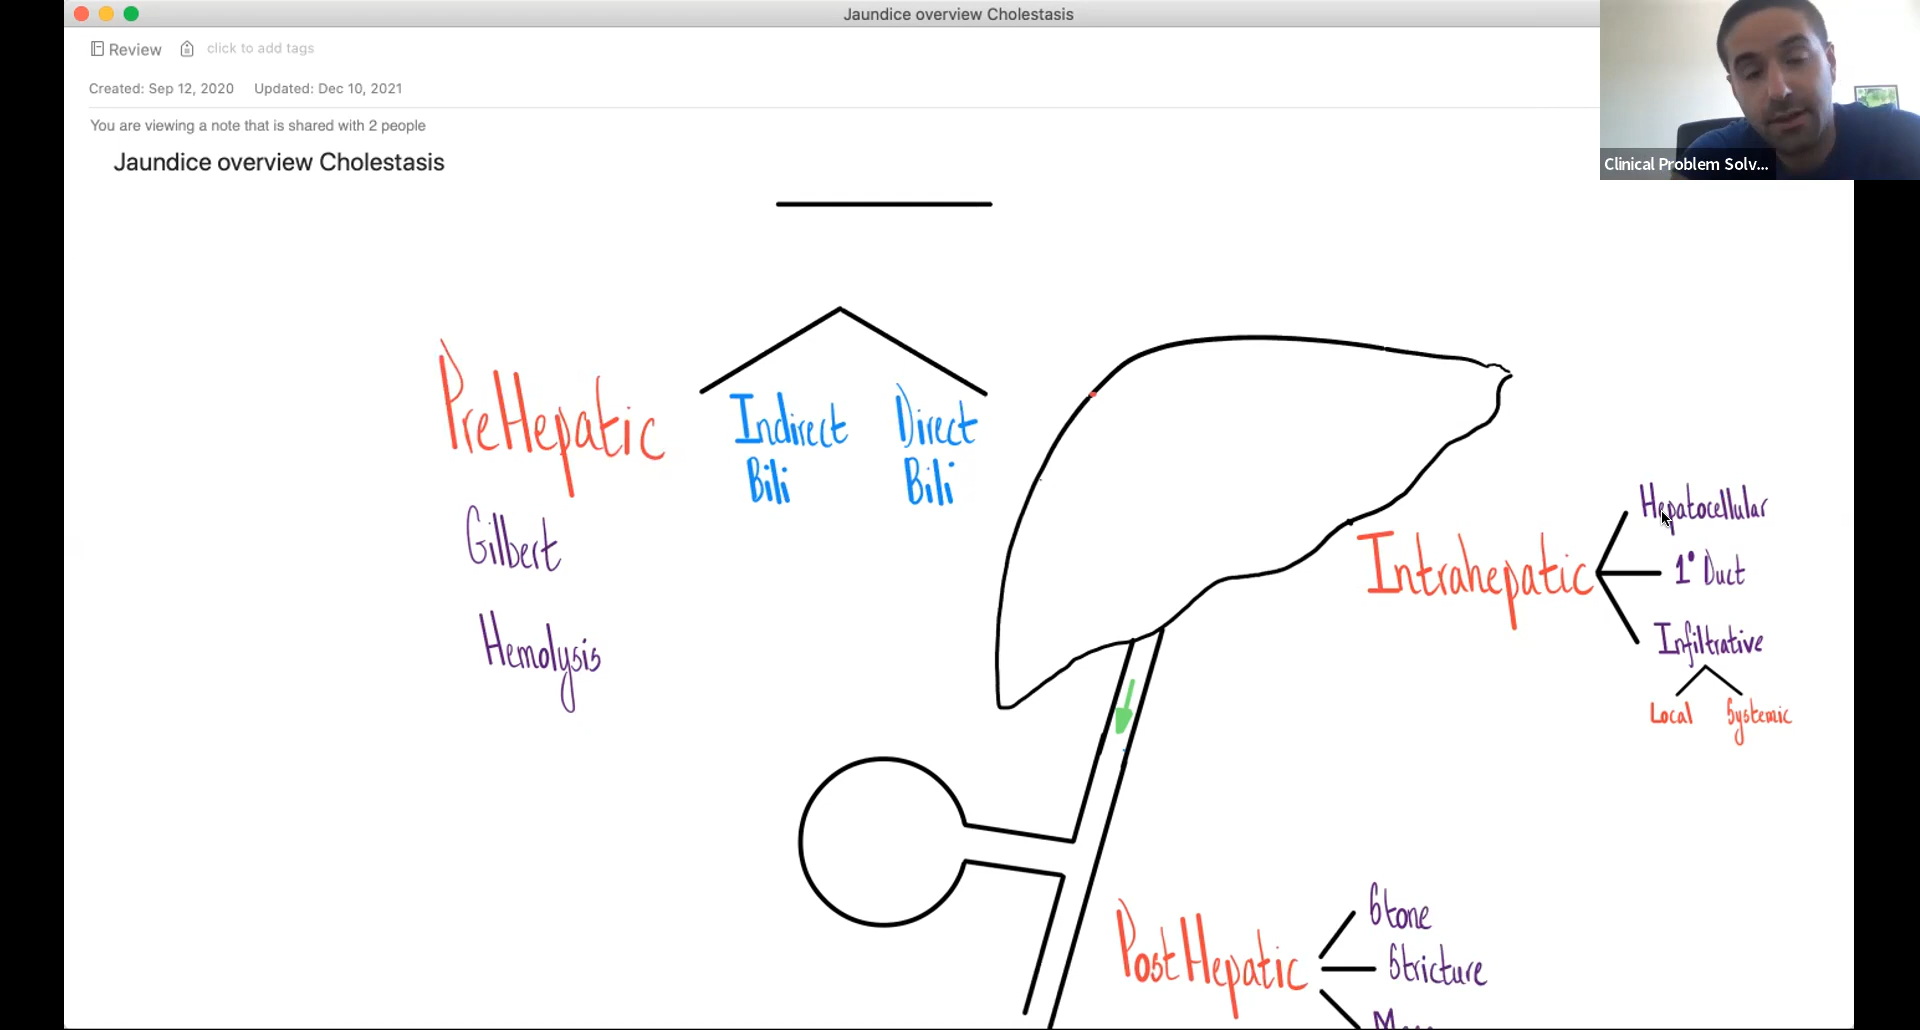 Jaundice overview Cholestasis
Review click to add tags
Created: Sep 12, 2020 Updated: Dec 10, 2021
You are viewing a note that is shared with 2 people
Jaundice overview Cholestasis
Clinical Problem Solv...
PreHepatic
Gilbert
Hemolysis
Indirect
Bili
Direct
Bili
Intrahepatic
Hepatocellular
1° Duct
Infiltrative
Local Systemic
Post Hepatic
Stone
Stricture